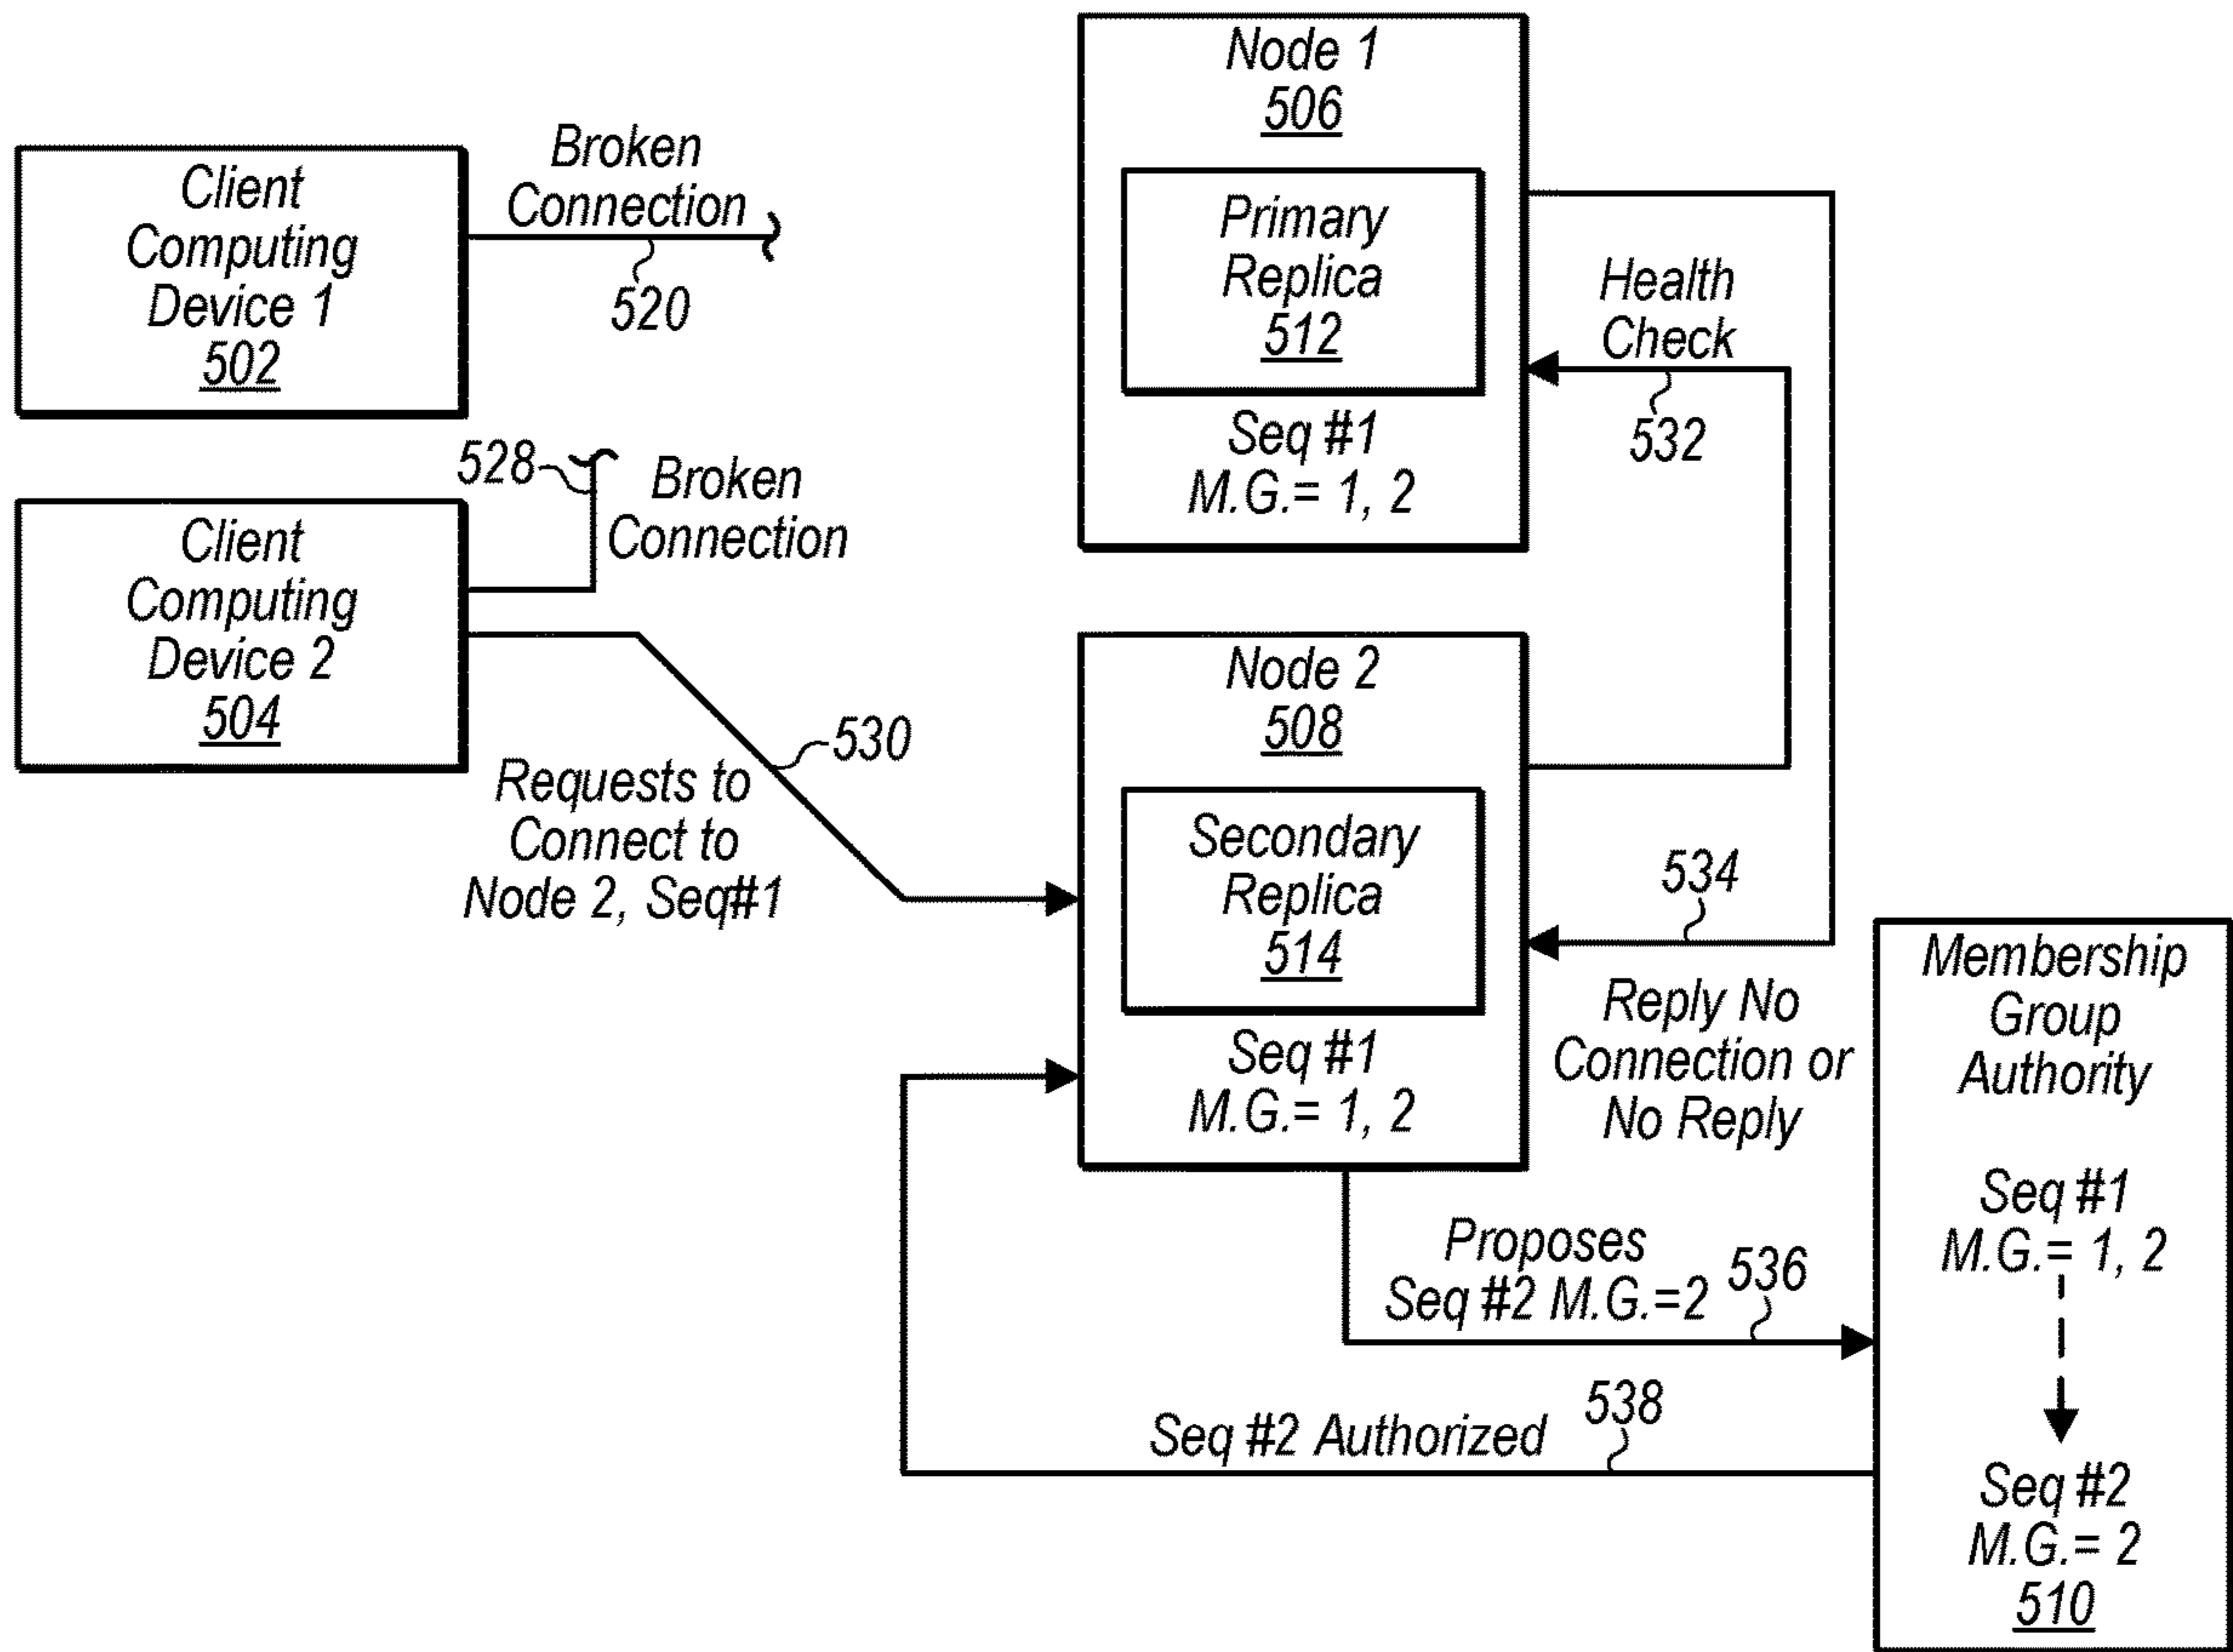 Client
Computing
Device 1
502
Broken
Connection
520
Node 1
506
Primary
Replica
512
Seq #1
M.G.= 1, 2
Health
Check
532
528
Broken
Connection
Client
Computing
Device 2
504
530
Requests to
Connect to
Node 2, Seq#1
Node 2
508
Secondary
Replica
514
Seq #1
M.G.= 1, 2
534
Reply No
Connection or
No Reply
Membership
Group
Authority
Seq #1
M.G.= 1, 2
Seq #2
M.G.= 2
510
Proposes
Seq #2 M.G.=2
536
Seq #2 Authorized
538